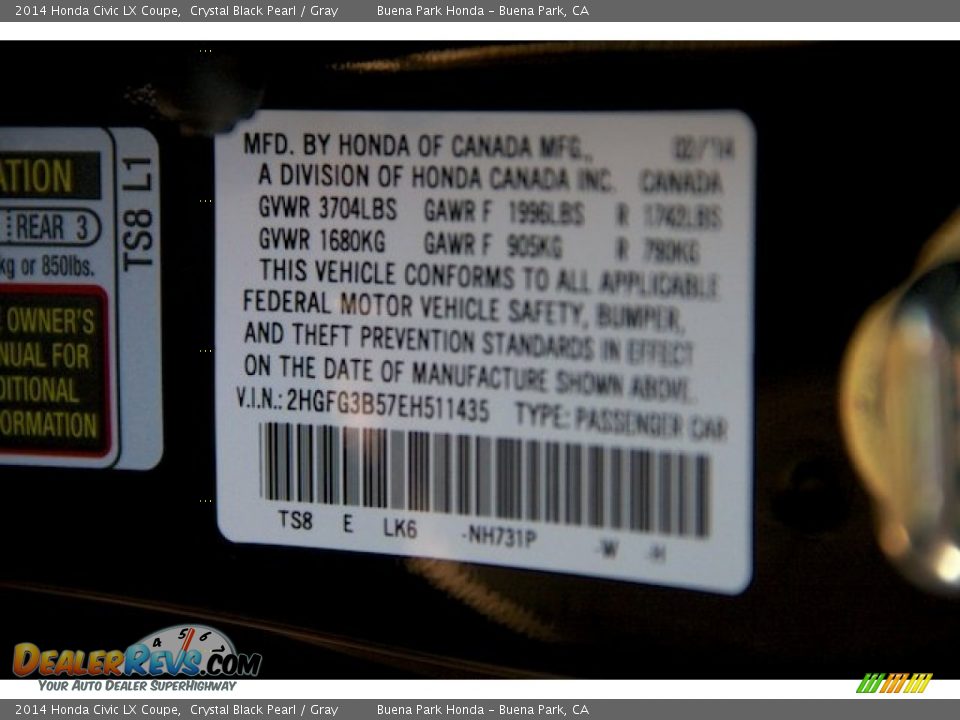 2014 Honda Civic LX Coupe, Crystal Black Pearl / Gray Buena Park Honda – Buena Park, CA
ATION
REAR 3
kg or 850lbs.
OWNER'S
NUAL FOR
DITIONAL
FORMATION
TS8 L1
MFD. BY HONDA OF CANADA MFG., 02/'14
A DIVISION OF HONDA CANADA INC. CANADA
GVWR 3704LBS GAWR F 1996LBS R 1742LBS
GVWR 1680KG GAWR F 905KG R 790KG
THIS VEHICLE CONFORMS TO ALL APPLICABLE
FEDERAL MOTOR VEHICLE SAFETY, BUMPER,
AND THEFT PREVENTION STANDARDS IN EFFECT
ON THE DATE OF MANUFACTURE SHOWN ABOVE.
V.I.N.: 2HGFG3B57EH511435 TYPE: PASSENGER CAR
TS8 E LK6 -NH731P -W -H
4 5 6
DEALERREVS.COM
YOUR AUTO DEALER SUPERHIGHWAY
2014 Honda Civic LX Coupe, Crystal Black Pearl / Gray Buena Park Honda – Buena Park, CA